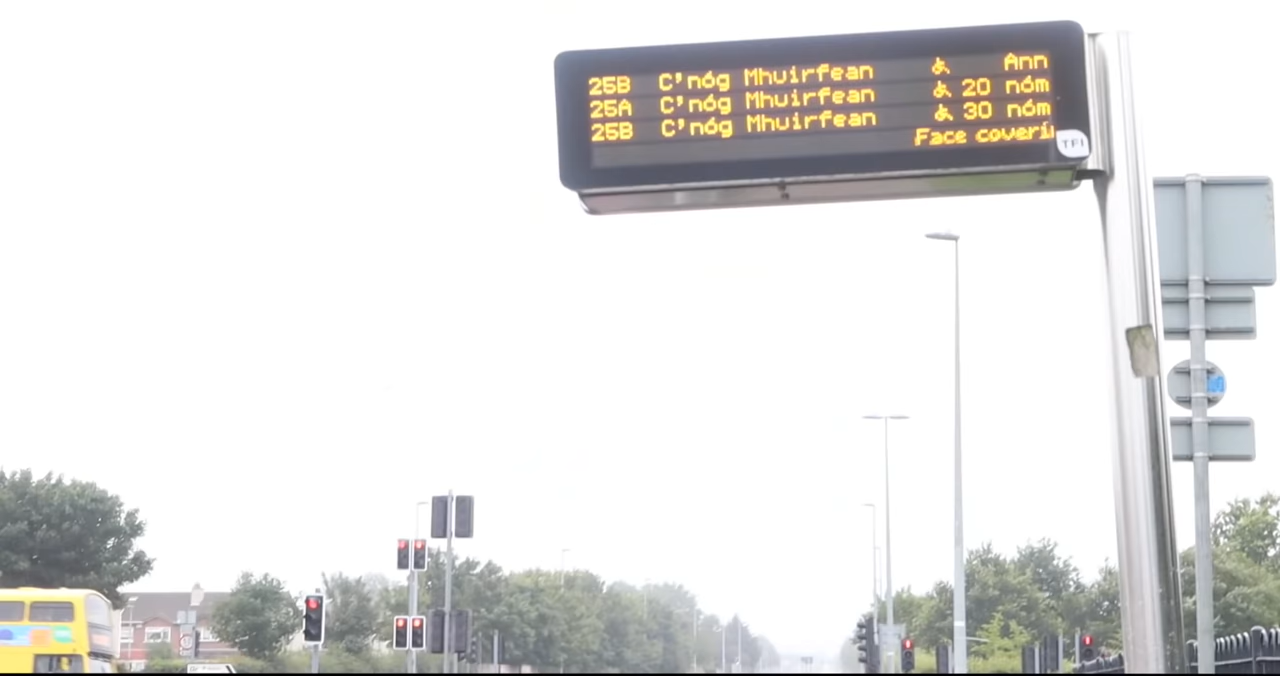 25B C'nóg Mhuirfean Ann
25A C'nóg Mhuirfean 20 nóm
25B C'nóg Mhuirfean 30 nóm
Face coveri
TFI